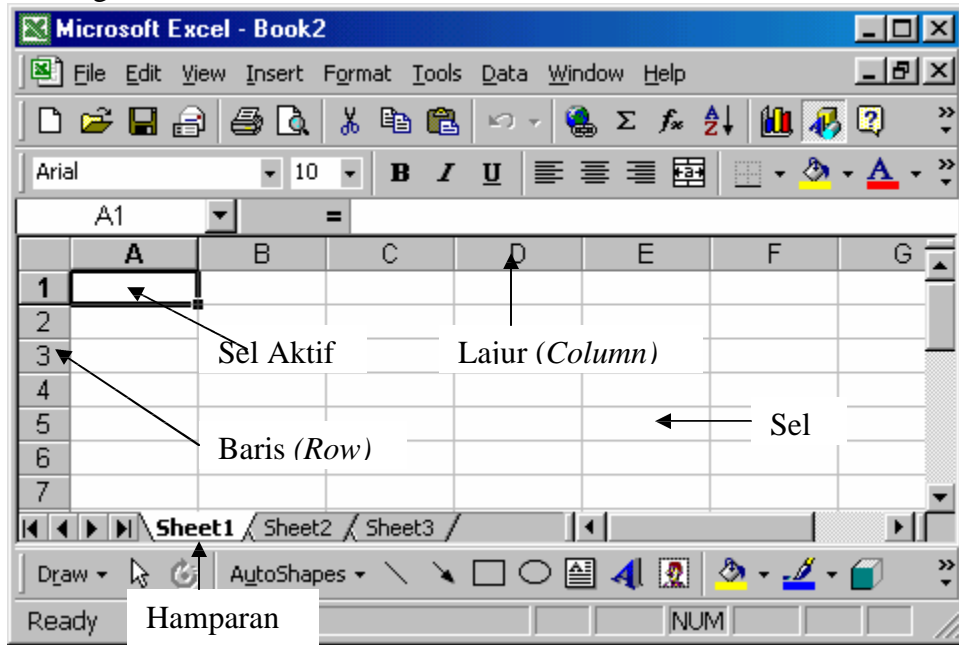 Microsoft Excel - Book2
File Edit View Insert Format Tools Data Window Help
Arial 10 B I U A
A1 =
A B C D E F G
1
2
3 Sel Aktif Lajur (Column)
4
5 Sel
6 Baris (Row)
7
Sheet1 Sheet2 Sheet3
Draw AutoShapes
Ready Hamparan NUM